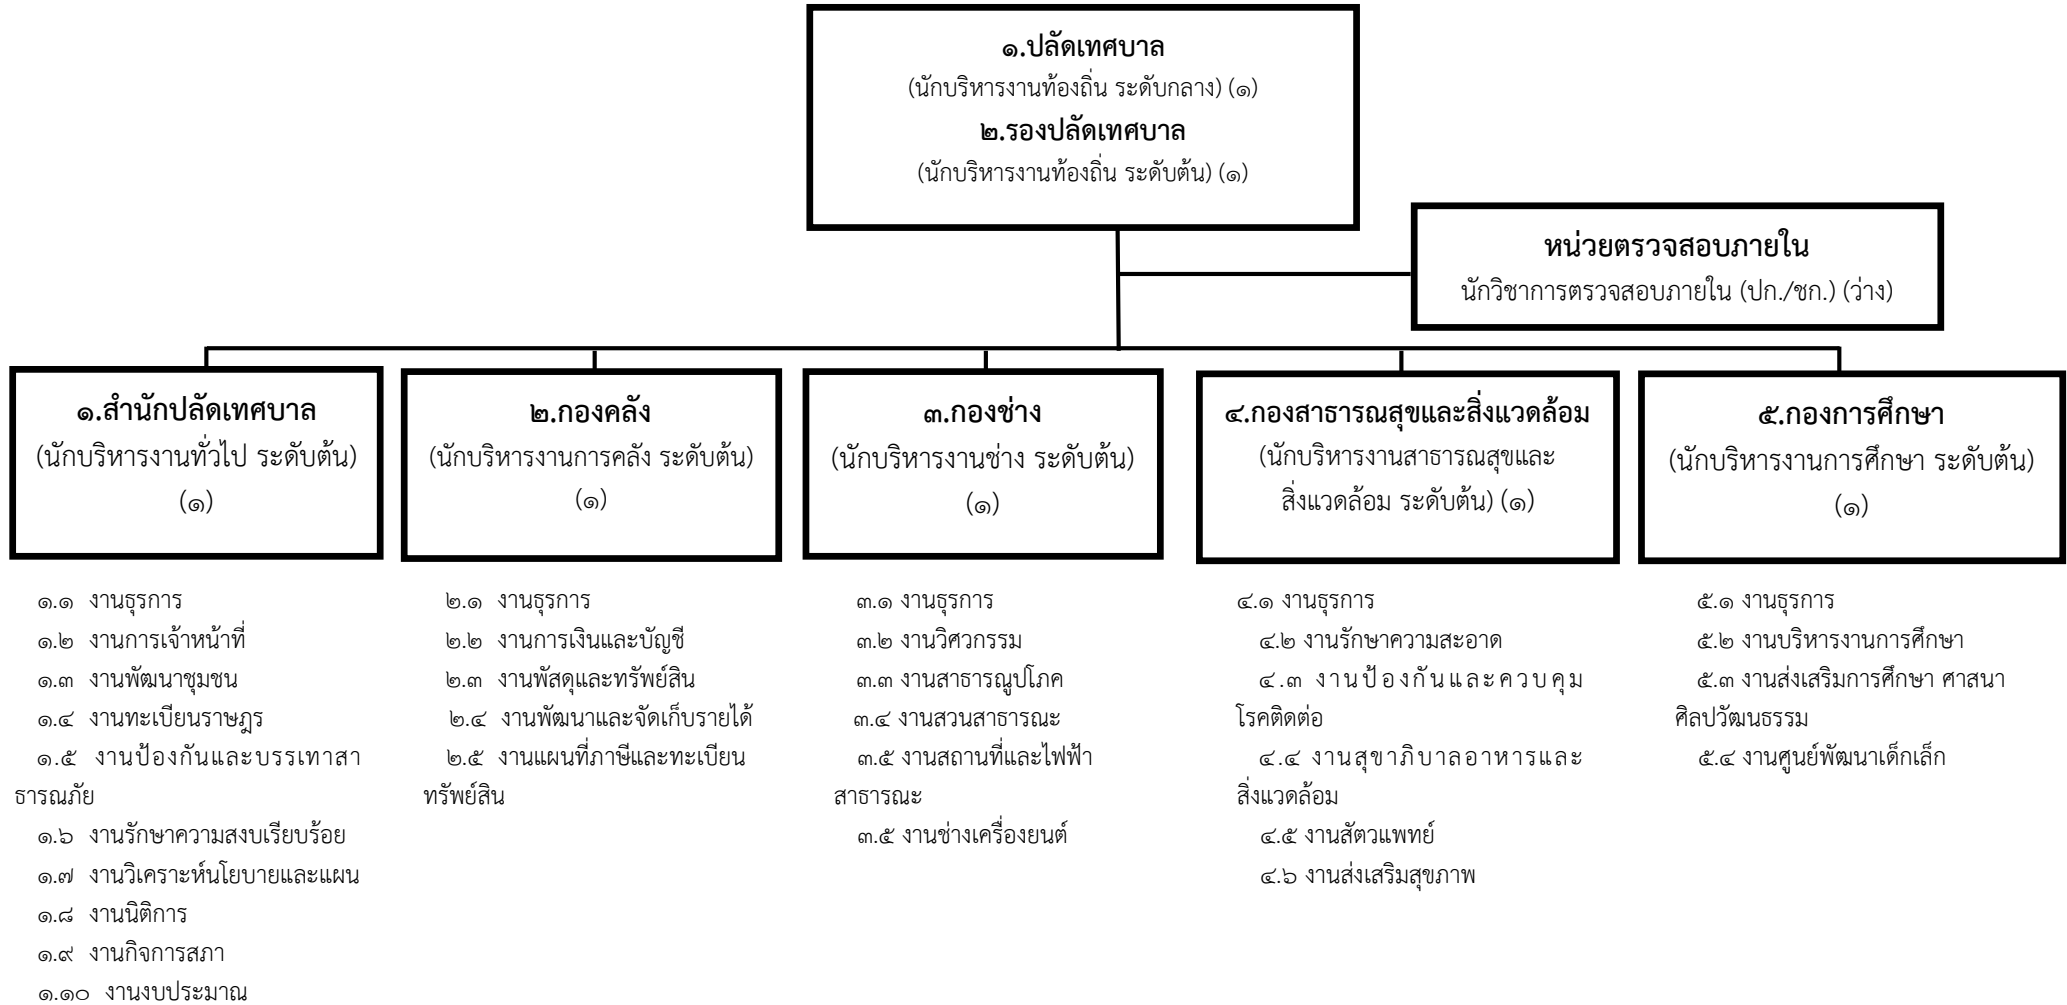 ๑.ปลัดเทศบาล
(นักบริหารงานท้องถิ่น ระดับกลาง) (๑)
๒.รองปลัดเทศบาล
(นักบริหารงานท้องถิ่น ระดับต้น) (๑)
หน่วยตรวจสอบภายใน
นักวิชาการตรวจสอบภายใน (ปก./ชก.) (ว่าง)
๑.สำนักปลัดเทศบาล
(นักบริหารงานทั่วไป ระดับต้น)
(๑)
๒.กองคลัง
(นักบริหารงานการคลัง ระดับต้น)
(๑)
๓.กองช่าง
(นักบริหารงานช่าง ระดับต้น)
(๑)
๔.กองสาธารณสุขและสิ่งแวดล้อม
(นักบริหารงานสาธารณสุขและ
สิ่งแวดล้อม ระดับต้น) (๑)
๕.กองการศึกษา
(นักบริหารงานการศึกษา ระดับต้น)
(๑)
๑.๑ งานธุรการ
๑.๒ งานการเจ้าหน้าที่
๑.๓ งานพัฒนาชุมชน
๑.๔ งานทะเบียนราษฎร
๑.๕ งานป้องกันและบรรเทาสา
ธารณภัย
๑.๖ งานรักษาความสงบเรียบร้อย
๑.๗ งานวิเคราะห์นโยบายและแผน
๑.๘ งานนิติการ
๑.๙ งานกิจการสภา
๑.๑๐ งานงบประมาณ
๒.๑ งานธุรการ
๒.๒ งานการเงินและบัญชี
๒.๓ งานพัสดุและทรัพย์สิน
๒.๔ งานพัฒนาและจัดเก็บรายได้
๒.๕ งานแผนที่ภาษีและทะเบียน
ทรัพย์สิน
๓.๑ งานธุรการ
๓.๒ งานวิศวกรรม
๓.๓ งานสาธารณูปโภค
๓.๔ งานสวนสาธารณะ
๓.๕ งานสถานที่และไฟฟ้า
สาธารณะ
๓.๕ งานช่างเครื่องยนต์
๔.๑ งานธุรการ
๔.๒ งานรักษาความสะอาด
๔.๓ งานป้องกันและควบคุม
โรคติดต่อ
๔.๔ งานสุขาภิบาลอาหารและ
สิ่งแวดล้อม
๔.๕ งานสัตวแพทย์
๔.๖ งานส่งเสริมสุขภาพ
๕.๑ งานธุรการ
๕.๒ งานบริหารงานการศึกษา
๕.๓ งานส่งเสริมการศึกษา ศาสนา
ศิลปวัฒนธรรม
๕.๔ งานศูนย์พัฒนาเด็กเล็ก